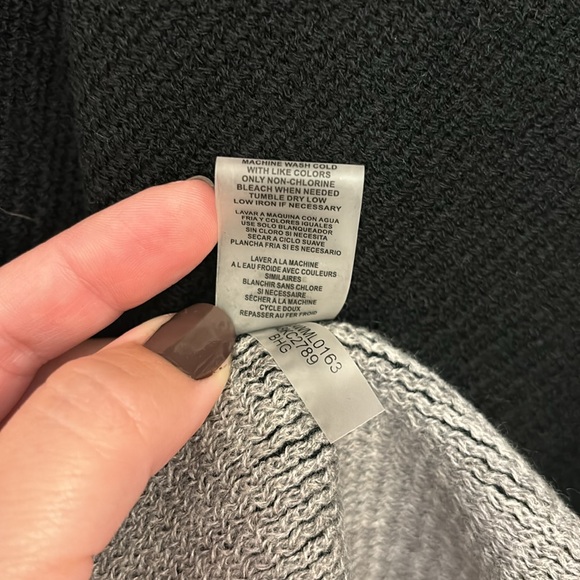 MACHINE WASH COLD
WITH LIKE COLORS
ONLY NON-CHLORINE
BLEACH WHEN NEEDED
TUMBLE DRY LOW
LOW IRON IF NECESSARY
LAVAR A MAQUINA CON AGUA
FRIA Y COLORES IGUALES
USE SOLO BLANQUEADOR
SIN CLORO SI NECESITA
SECAR A CICLO SUAVE
PLANCHA FRIA SI ES NECESARIO
LAVER A LA MACHINE
A L EAU FROIDE AVEC COULEURS
SIMILAIRES
BLANCHIR SANS CHLORE
SI NECESSAIRE
SÉCHER À LA MACHINE
CYCLE DOUX
REPASSER AU FER FROID
BHG